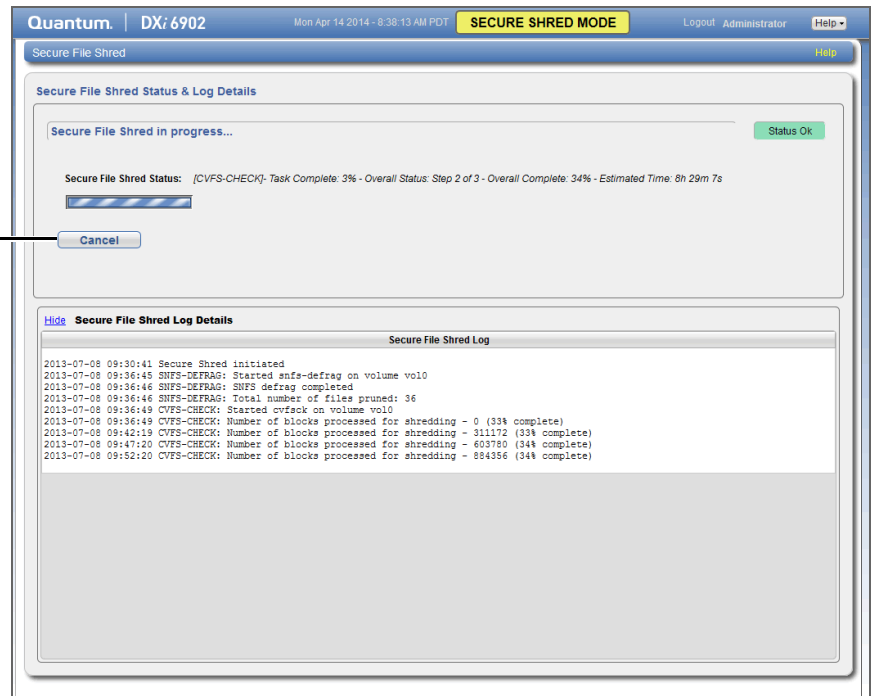 Quantum. DXi 6902 Mon Apr 14 2014 - 8:38:13 AM PDT SECURE SHRED MODE Logout Administrator Help
Secure File Shred Help
Secure File Shred Status & Log Details
Secure File Shred in progress... Status Ok
Secure File Shred Status: [CVFS-CHECK]- Task Complete: 3% - Overall Status: Step 2 of 3 - Overall Complete: 34% - Estimated Time: 8h 29m 7s
Cancel
Hide Secure File Shred Log Details
Secure File Shred Log
2013-07-08 09:30:41 Secure Shred initiated
2013-07-08 09:36:45 SNFS-DEFRAG: Started snfs-defrag on volume vol0
2013-07-08 09:36:46 SNFS-DEFRAG: SNFS defrag completed
2013-07-08 09:36:46 SNFS-DEFRAG: Total number of files pruned: 36
2013-07-08 09:36:49 CVFS-CHECK: Started cvfsck on volume vol0
2013-07-08 09:36:49 CVFS-CHECK: Number of blocks processed for shredding - 0 (33% complete)
2013-07-08 09:42:19 CVFS-CHECK: Number of blocks processed for shredding - 311172 (33% complete)
2013-07-08 09:47:20 CVFS-CHECK: Number of blocks processed for shredding - 603780 (34% complete)
2013-07-08 09:52:20 CVFS-CHECK: Number of blocks processed for shredding - 884356 (34% complete)